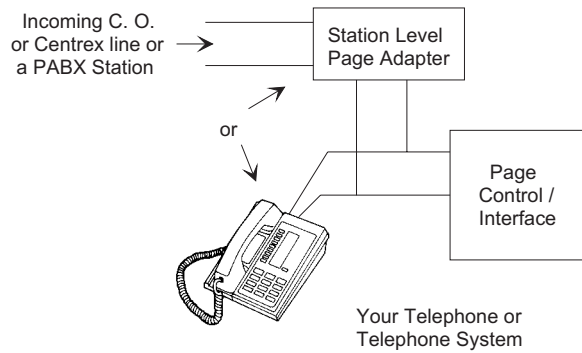 Incoming C. O.
or Centrex line or
a PABX Station
Station Level
Page Adapter
or
Page
Control /
Interface
Your Telephone or
Telephone System